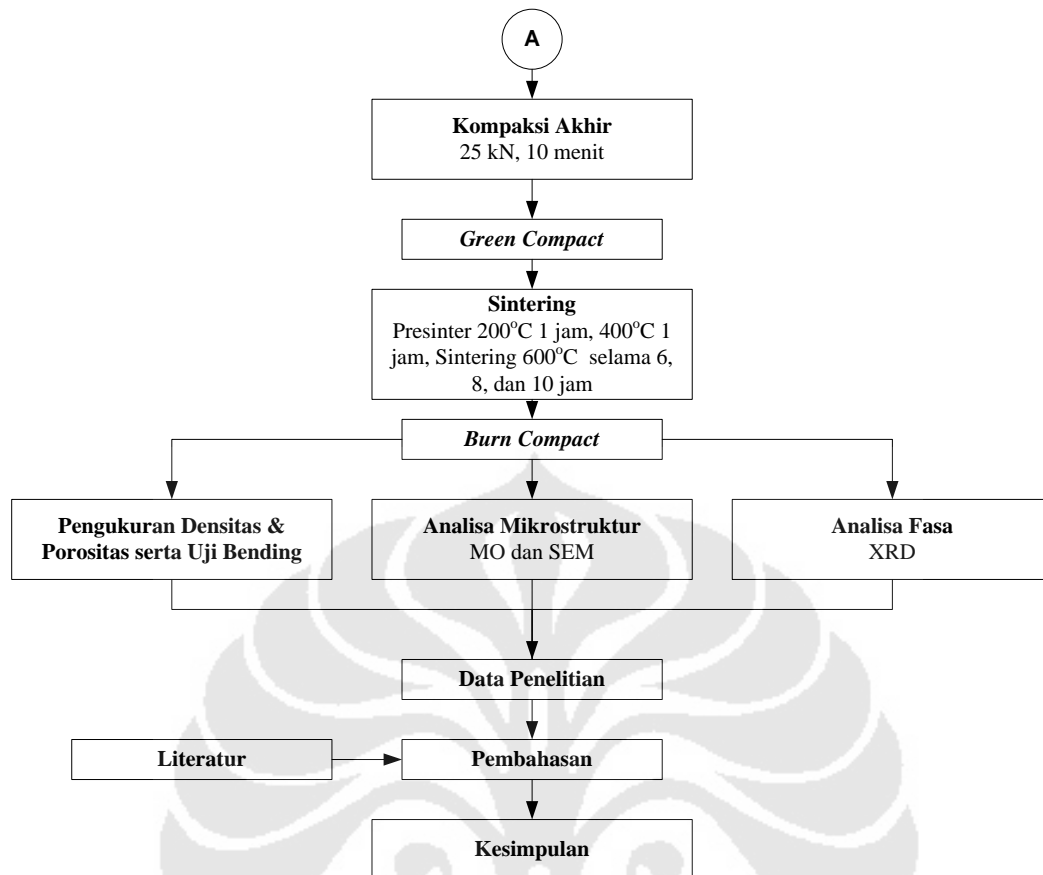 A
Kompaksi Akhir
25 kN, 10 menit
Green Compact
Sintering
Presinter 200°C 1 jam, 400°C 1
jam, Sintering 600°C selama 6,
8, dan 10 jam
Burn Compact
Pengukuran Densitas &
Porositas serta Uji Bending
Analisa Mikrostruktur
MO dan SEM
Analisa Fasa
XRD
Data Penelitian
Literatur
Pembahasan
Kesimpulan